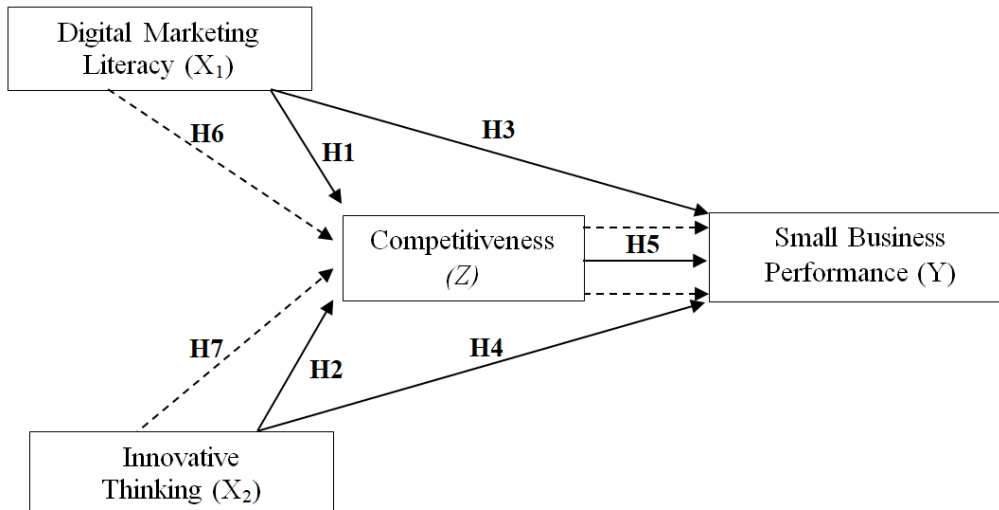 Digital Marketing
Literacy (X₁)
H6
H1
H3
Competitiveness
(Z)
H5
Small Business
Performance (Y)
H7
H2
H4
Innovative
Thinking (X₂)